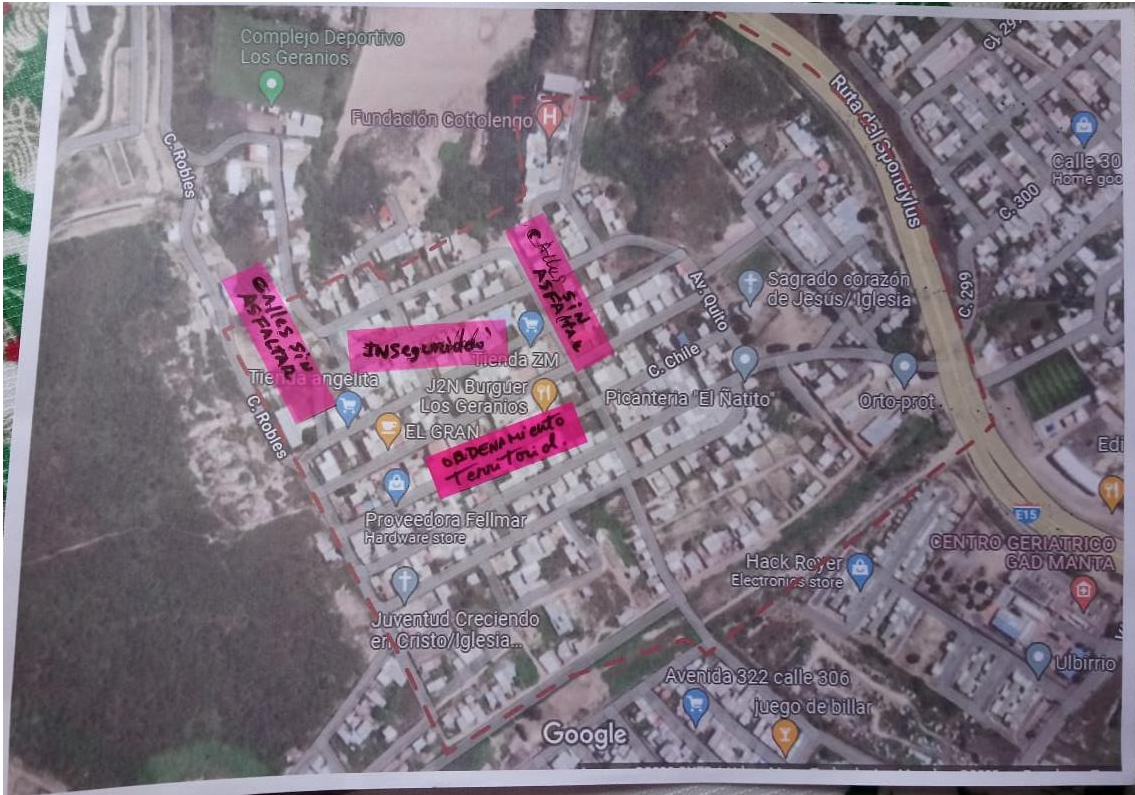 Complejo Deportivo
Los Geranios
Fundación Cottolengo
H
C. Robles
Ruta del Spondylus
Calle 30
Home goo
C. 300
C. 299
Sagrado corazón
de Jesús/ Iglesia
Av. Quito
CAlles sin
ASFAltAR
CAlles SiN
ASFAltAR
INSeguridad
Tienda ZM
C. Chile
Tienda angelita
J2N Burguer
Los Geranios
Picanteria "El Ñatito"
Orto-prot
C. Robles
EL GRAN
ORDENAMiento
territorial.
Edi
Proveedora Fellmar
Hardware store
E15
CENTRO GERIATRICO
GAD MANTA
Hack Royer
Electronics store
Juventud Creciendo
en Cristo/Iglesia...
Ulbirrio
Avenida 322 calle 306
juego de billar
Google